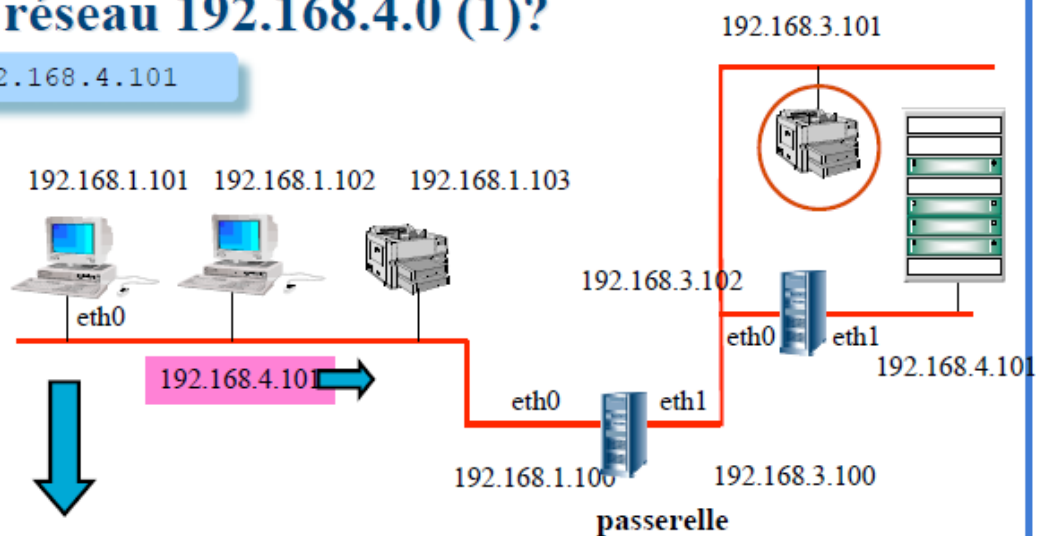 réseau 192.168.4.0 (1)?
2.168.4.101
192.168.3.101
192.168.1.101 192.168.1.102 192.168.1.103
192.168.3.102
eth0
eth0 eth1
192.168.4.101
192.168.4.101
eth0 eth1
192.168.1.100 192.168.3.100
passerelle